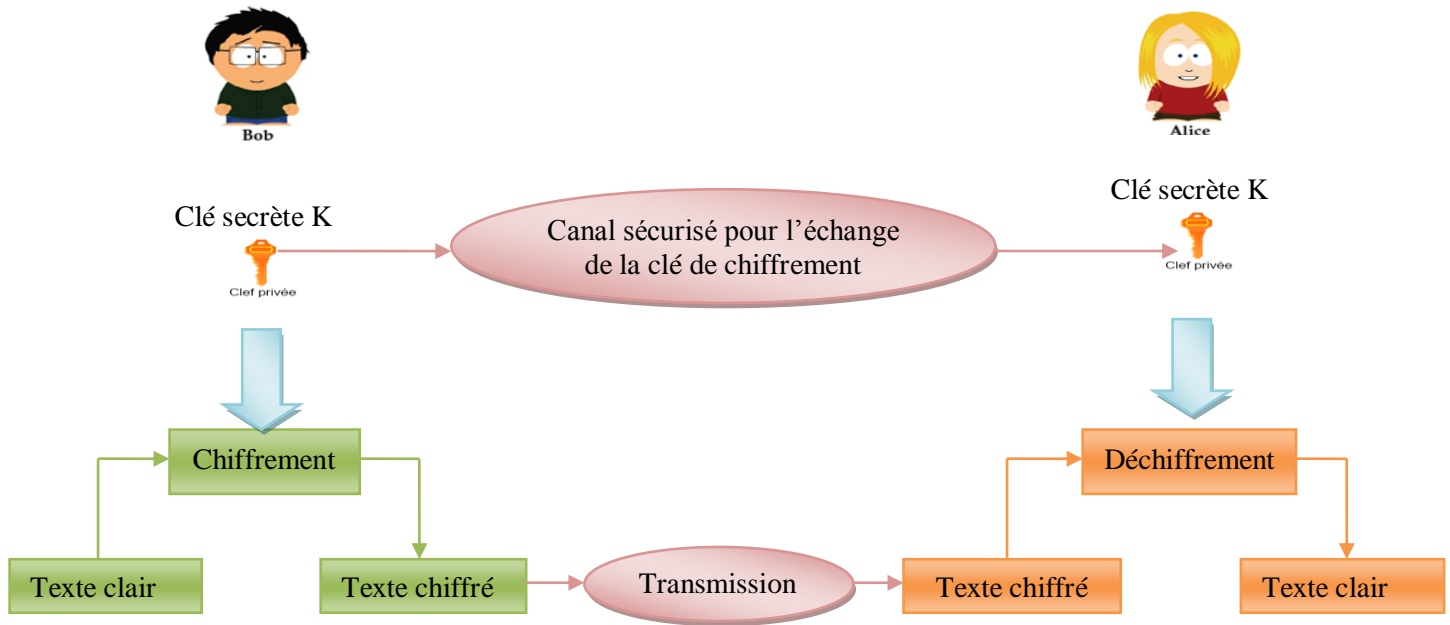 Bob
Alice
Clé secrète K
Clé secrète K
Clef privée
Clef privée
Canal sécurisé pour l’échange
de la clé de chiffrement
Chiffrement
Déchiffrement
Texte clair
Texte chiffré
Transmission
Texte chiffré
Texte clair